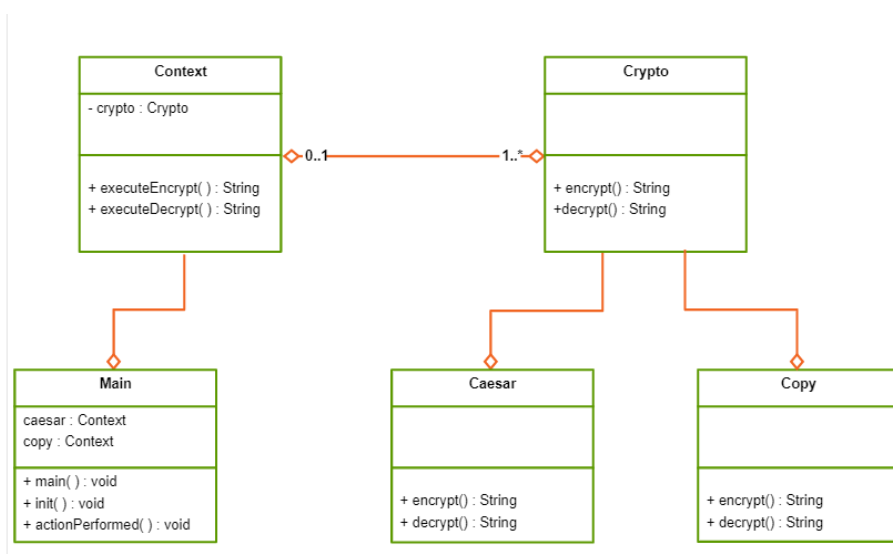 Context
- crypto : Crypto
+ executeEncrypt( ) : String
+ executeDecrypt( ) : String
0..1
1..*
Crypto
+ encrypt() : String
+decrypt() : String
Main
caesar : Context
copy : Context
+ main( ) : void
+ init( ) : void
+ actionPerformed( ) : void
Caesar
+ encrypt() : String
+ decrypt() : String
Copy
+ encrypt() : String
+ decrypt() : String